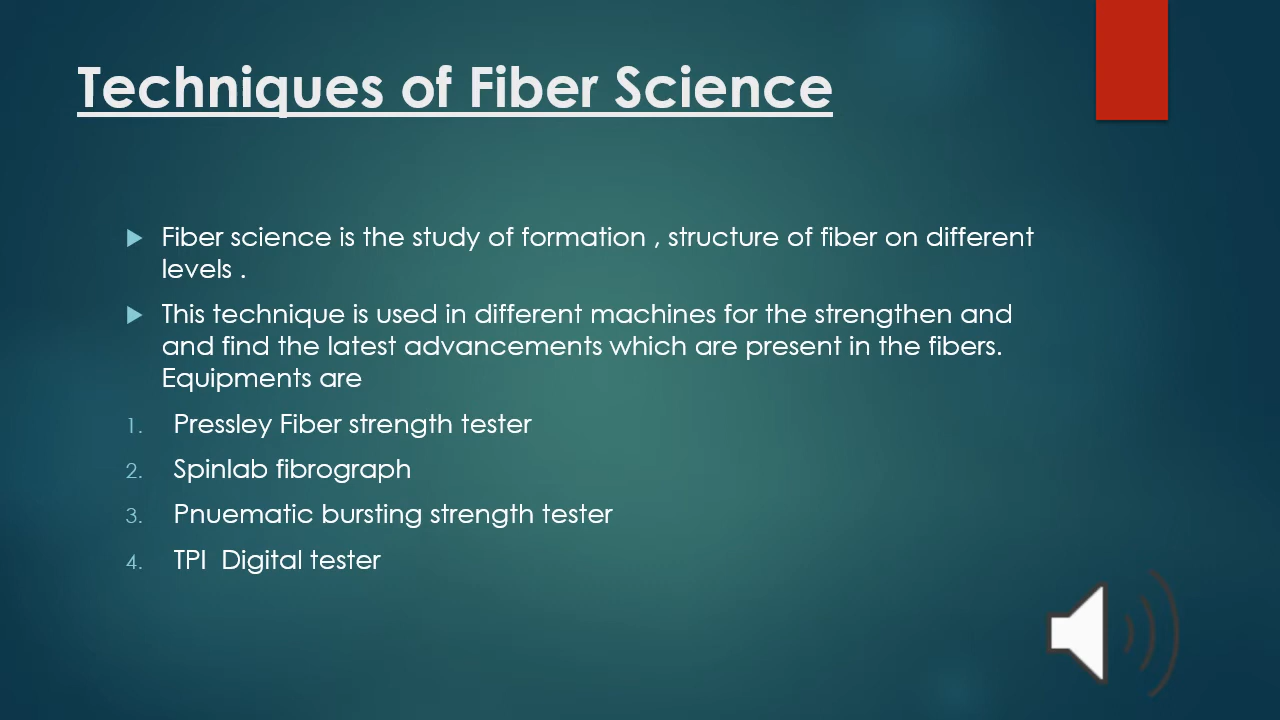 Techniques of Fiber Science
Fiber science is the study of formation , structure of fiber on different
levels .
This technique is used in different machines for the strengthen and
and find the latest advancements which are present in the fibers.
Equipments are
1. Pressley Fiber strength tester
2. Spinlab fibrograph
3. Pnuematic bursting strength tester
4. TPI  Digital tester